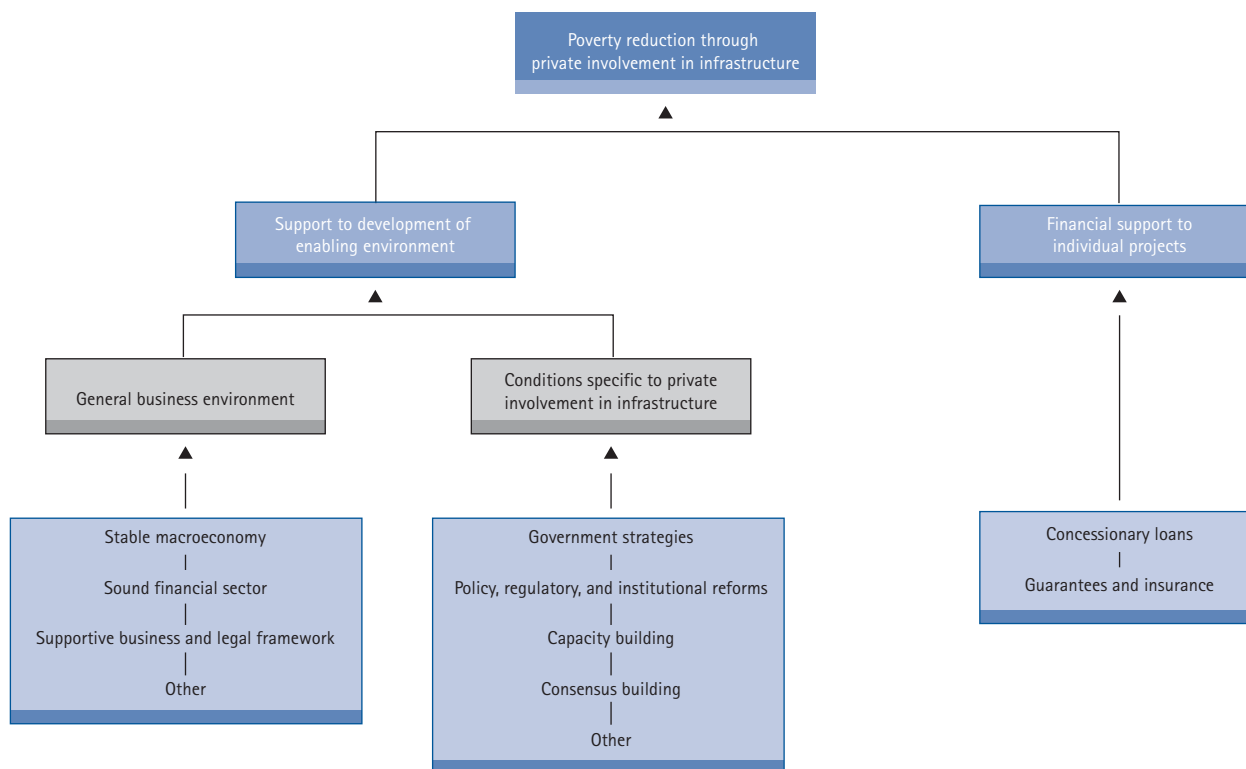 Poverty reduction through
private involvement in infrastructure
Support to development of
enabling environment
Financial support to
individual projects
General business environment
Conditions specific to private
involvement in infrastructure
Stable macroeconomy
Sound financial sector
Supportive business and legal framework
Other
Government strategies
Policy, regulatory, and institutional reforms
Capacity building
Consensus building
Other
Concessionary loans
Guarantees and insurance